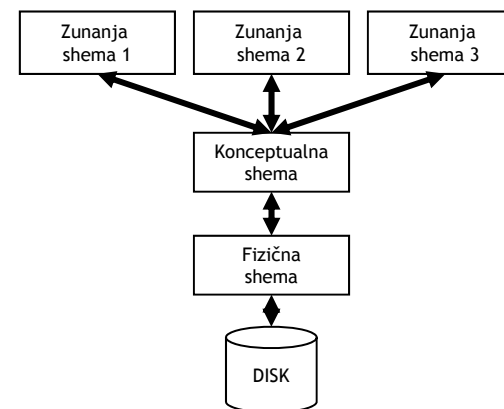 Zunanja
shema 1
Zunanja
shema 2
Zunanja
shema 3
Konceptualna
shema
Fizična
shema
DISK